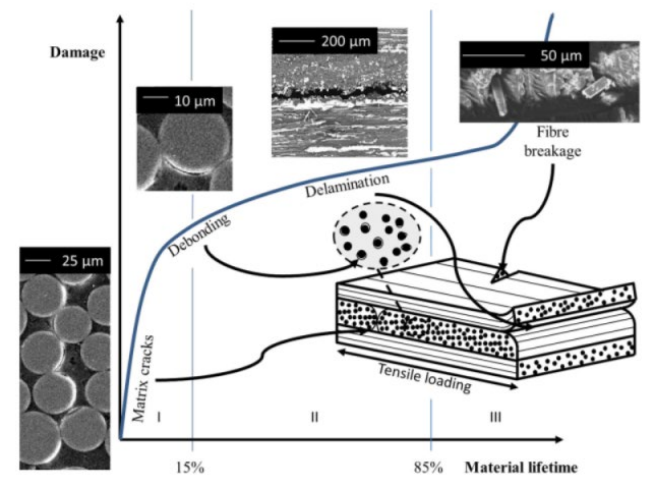 Damage
200 µm
50 µm
10 µm
Fibre
breakage
Delamination
Debonding
25 µm
Matrix cracks
Tensile loading
I
II
III
15%
85%
Material lifetime